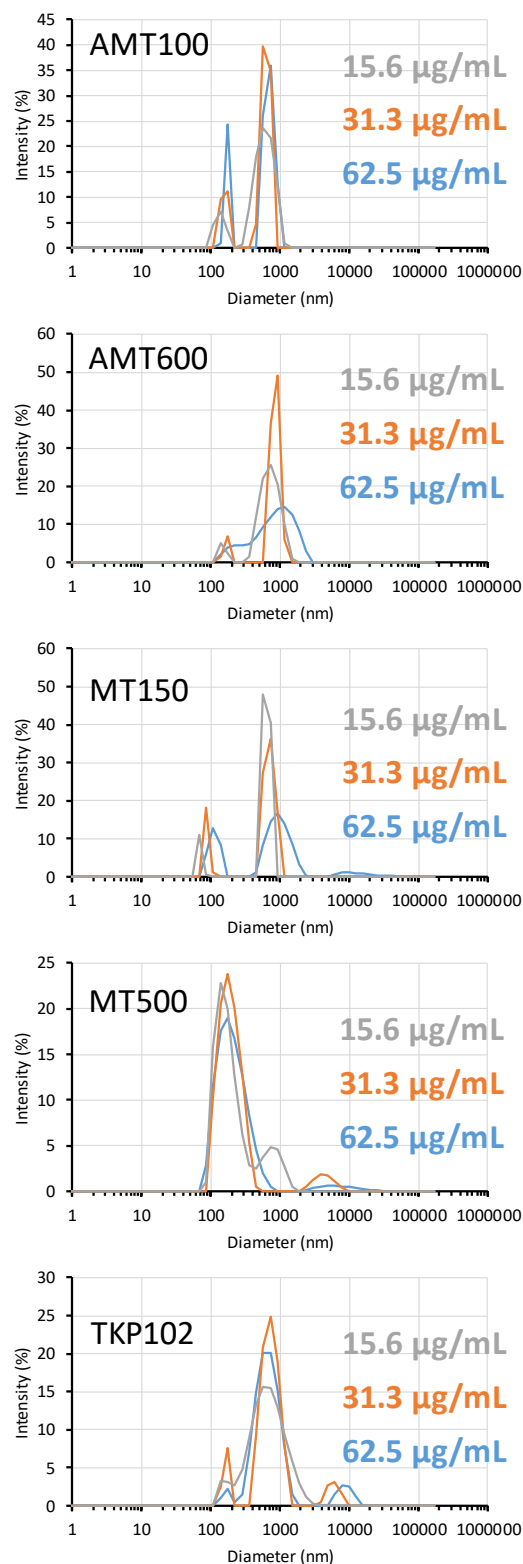 AMT100
15.6 µg/mL
31.3 µg/mL
62.5 µg/mL
Intensity (%)
45
40
35
30
25
20
15
10
5
0
1 10 100 1000 10000 100000 1000000
Diameter (nm)
AMT600
15.6 µg/mL
31.3 µg/mL
62.5 µg/mL
Intensity (%)
60
50
40
30
20
10
0
1 10 100 1000 10000 100000 1000000
Diameter (nm)
MT150
15.6 µg/mL
31.3 µg/mL
62.5 µg/mL
Intensity (%)
60
50
40
30
20
10
0
1 10 100 1000 10000 100000 1000000
Diameter (nm)
MT500
15.6 µg/mL
31.3 µg/mL
62.5 µg/mL
Intensity (%)
25
20
15
10
5
0
1 10 100 1000 10000 100000 1000000
Diameter (nm)
TKP102
15.6 µg/mL
31.3 µg/mL
62.5 µg/mL
Intensity (%)
30
25
20
15
10
5
0
1 10 100 1000 10000 100000 1000000
Diameter (nm)